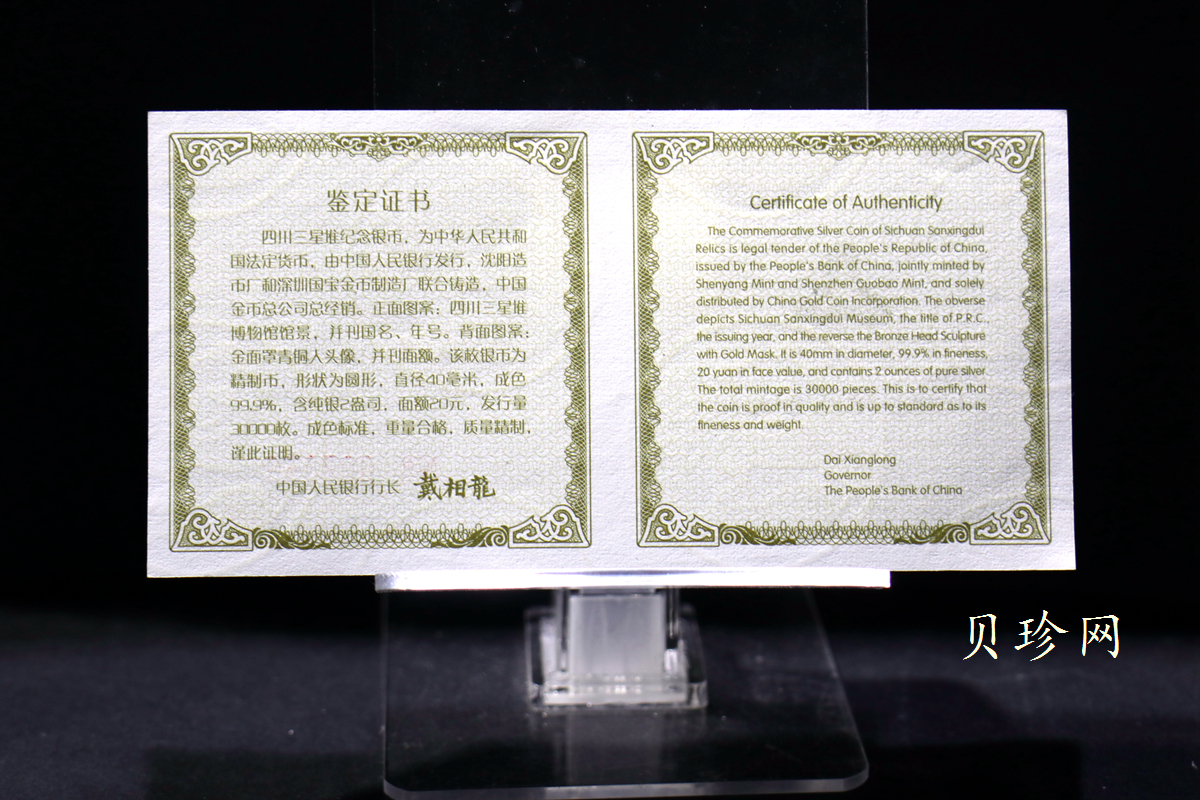 鉴定证书
四川三星堆纪念银币，为中华人民共和
国法定货币，由中国人民银行发行，沈阳造
币厂和深圳国宝金币制造厂联合铸造，中国
金币总公司总经销。正面图案：四川三星堆
博物馆馆景，并刊国名、年号。背面图案：
金面罩青铜人头像，并刊面额。该枚银币为
精制币，形状为圆形，直径40毫米，成色
99.9%，含纯银2盎司，面额20元，发行量
30000枚。成色标准，重量合格，质量精制，
谨此证明。
中国人民银行行长 戴相龍
Certificate of Authenticity
The Commemorative Silver Coin of Sichuan Sanxingdui
Relics is legal tender of the People's Republic of China,
issued by the People's Bank of China, jointly minted by
Shenyang Mint and Shenzhen Guobao Mint, and solely
distributed by China Gold Coin Incorporation. The obverse
depicts Sichuan Sanxingdui Museum, the title of P.R.C.,
the issuing year, and the reverse the Bronze Head Sculpture
with Gold Mask. It is 40mm in diameter, 99.9% in fineness,
20 yuan in face value, and contains 2 ounces of pure silver.
The total mintage is 30000 pieces. This is to certify that
the coin is proof in quality and is up to standard as to its
fineness and weight.
Dai Xianglong
Governor
The People's Bank of China
贝珍网